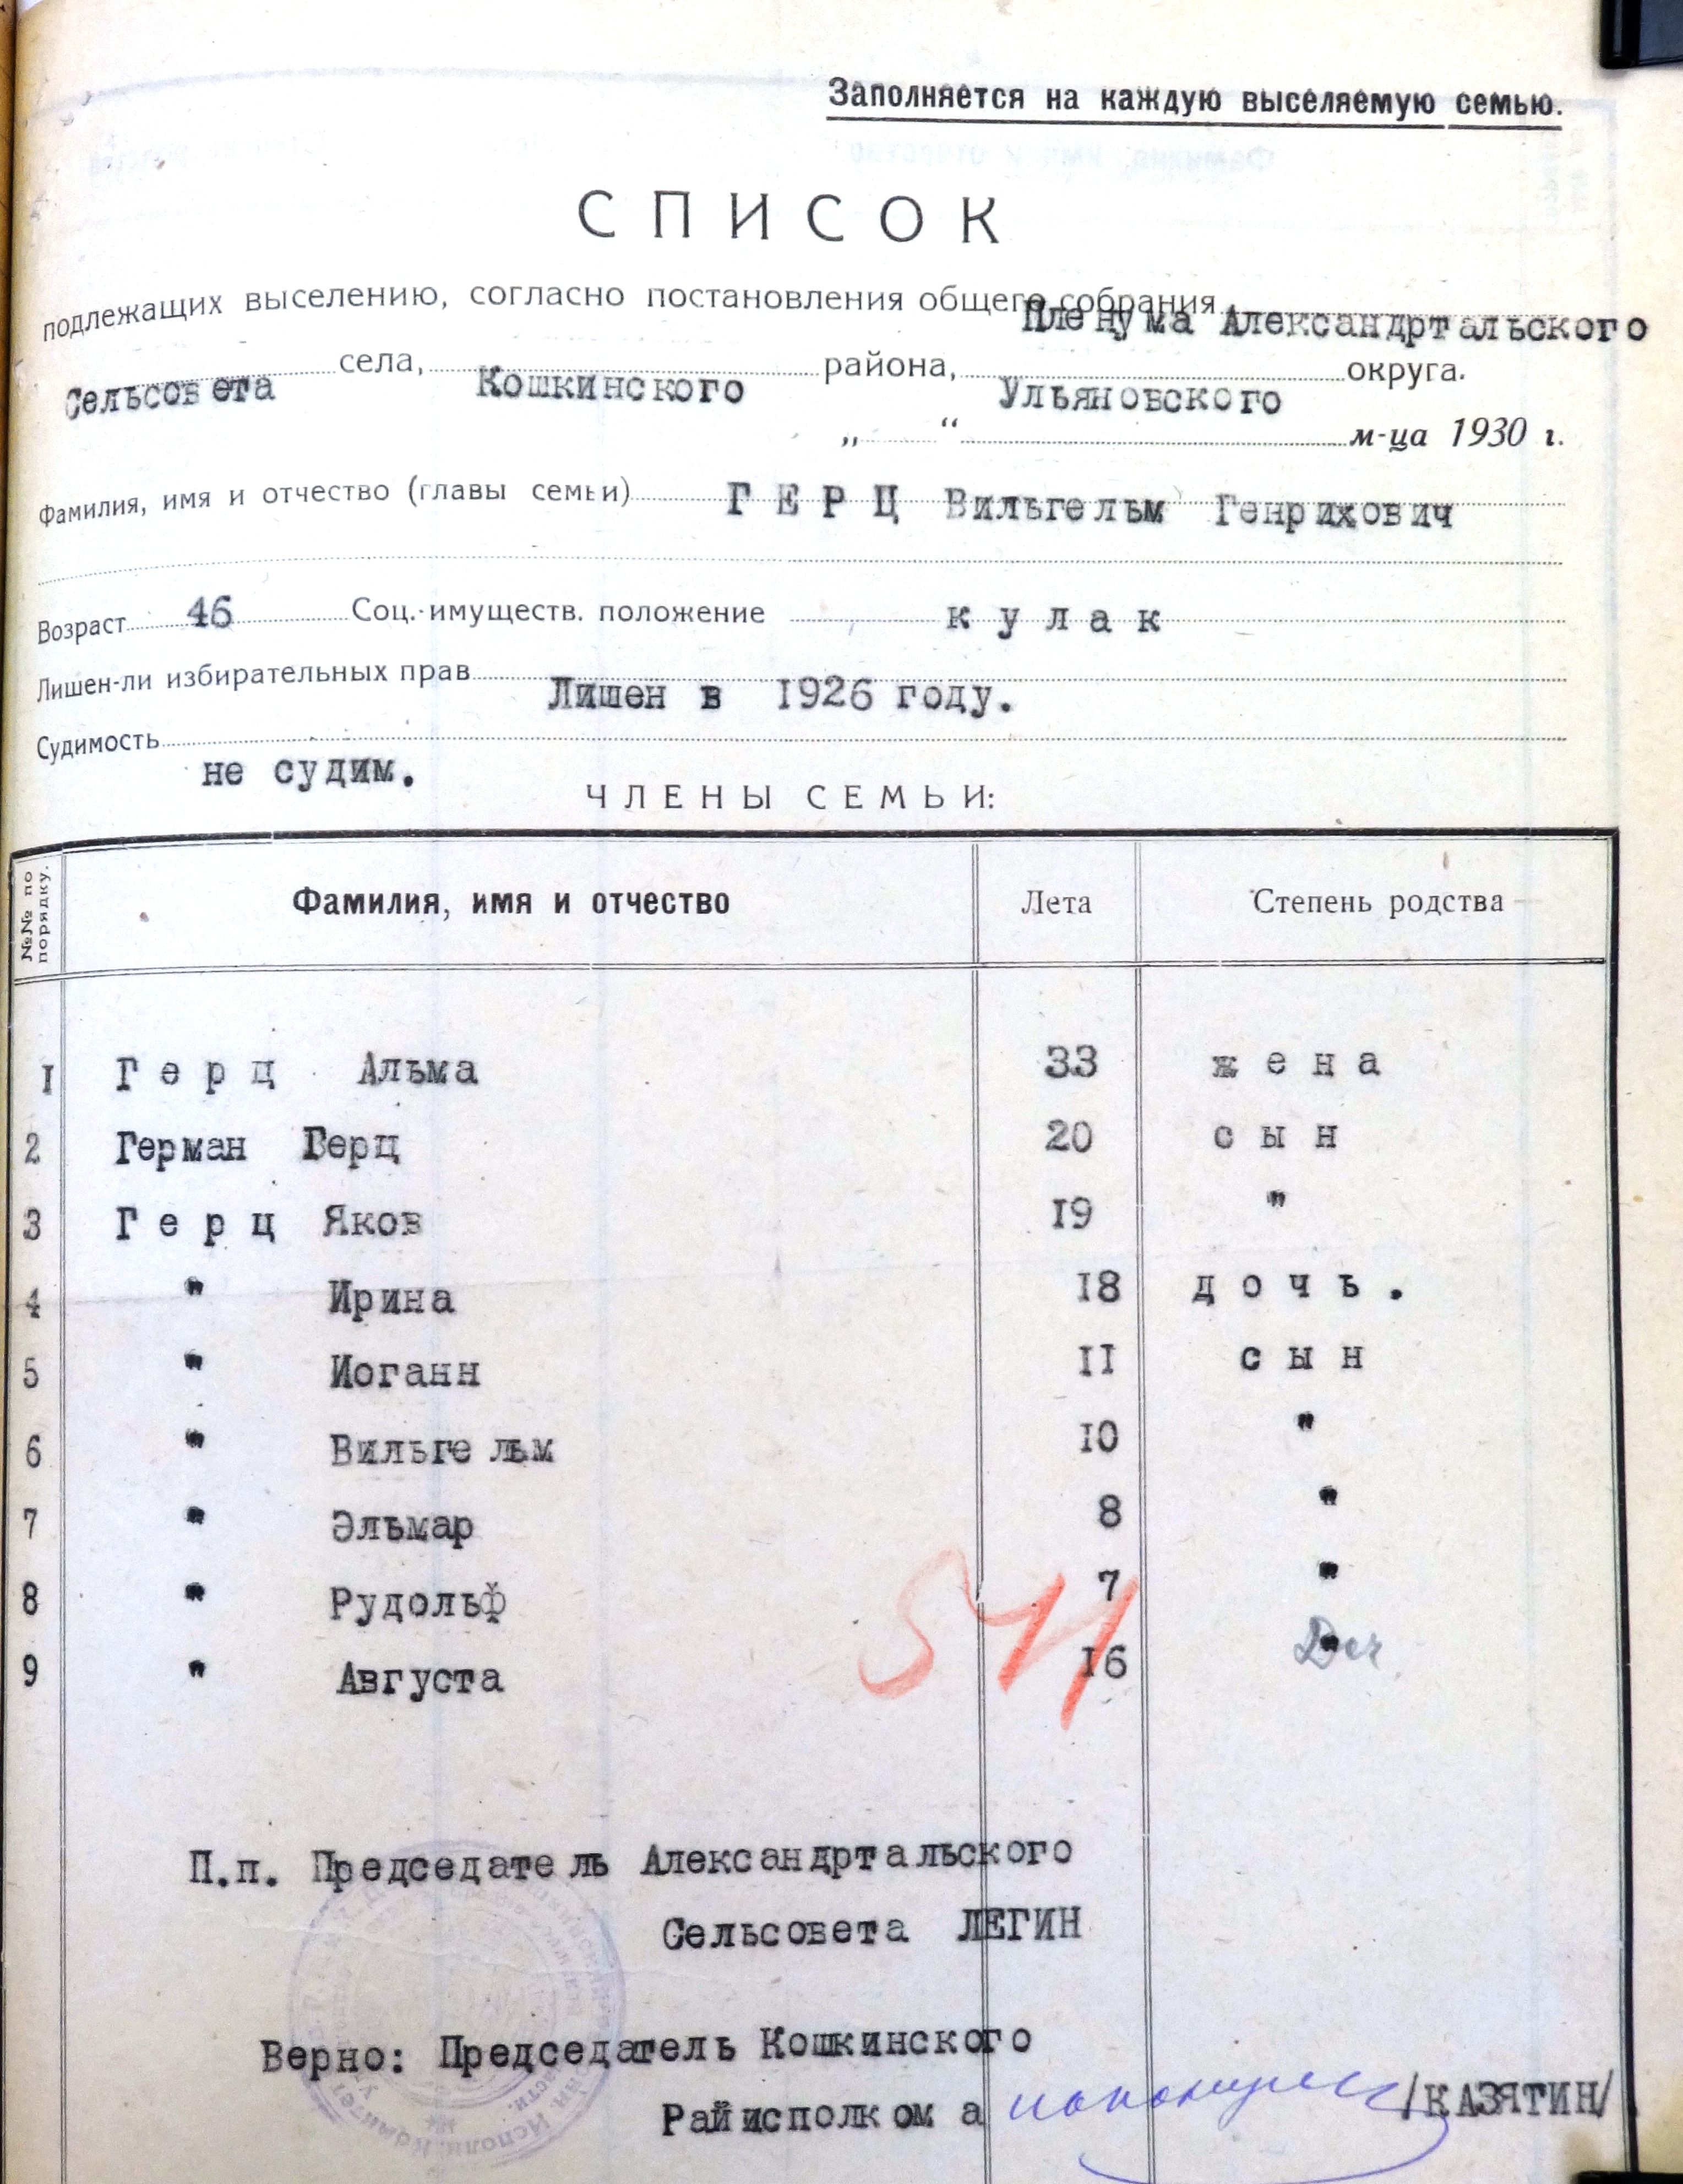 Заполняется на каждую выселяемую семью.
СПИСОК
подлежащих выселению, согласно постановления общего собрания
Пленума Александртальского
села, района, округа.
Сельсовета Кошкинского Ульяновского
„ “ м-ца 1930 г.
Фамилия, имя и отчество (главы семьи) ГЕРЦ Вильгельм Генрихович
Возраст 46 Соц.-имуществ. положение кулак
Лишен-ли избирательных прав
Лишен в 1926 году.
Судимость
не судим.
ЧЛЕНЫ СЕМЬИ:
№№ по порядку. Фамилия, имя и отчество Лета Степень родства
1 Герц Альма 33 жена
2 Герман Герц 20 сын
3 Герц Яков 19 "
4 " Ирина 18 дочь.
5 " Иоганн 11 сын
6 " Вильгельм 10 "
7 " Эльмар 8 "
8 " Рудольф 7 "
9 " Августа 16 "
П.п. Председатель Александртальского
Сельсовета ЛЕГИН
Верно: Председатель Кошкинского
Райисполкома /КАЗЯТИН/